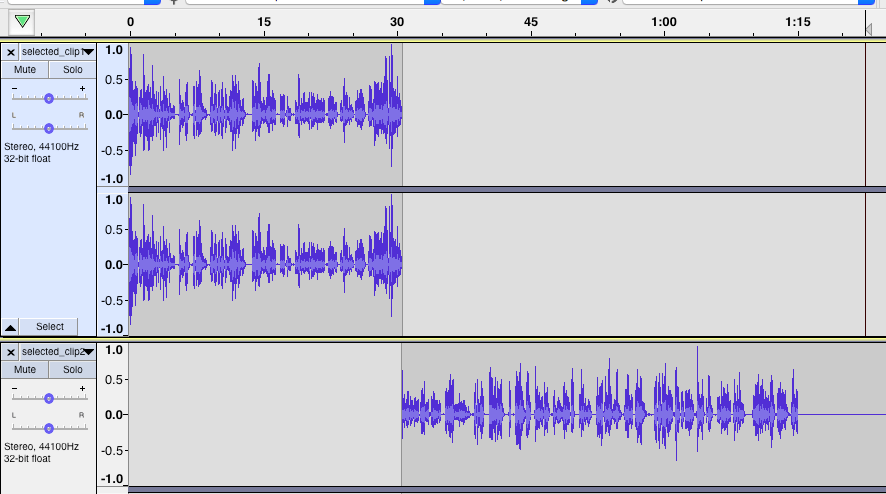 0 15 30 45 1:00 1:15
selected_clip1
Mute Solo
- +
L R
Stereo, 44100Hz
32-bit float
Select
1.0
0.5
0.0
-0.5
-1.0
1.0
0.5
0.0
-0.5
-1.0
selected_clip2
Mute Solo
- +
L R
Stereo, 44100Hz
32-bit float
1.0
0.5
0.0
-0.5
-1.0